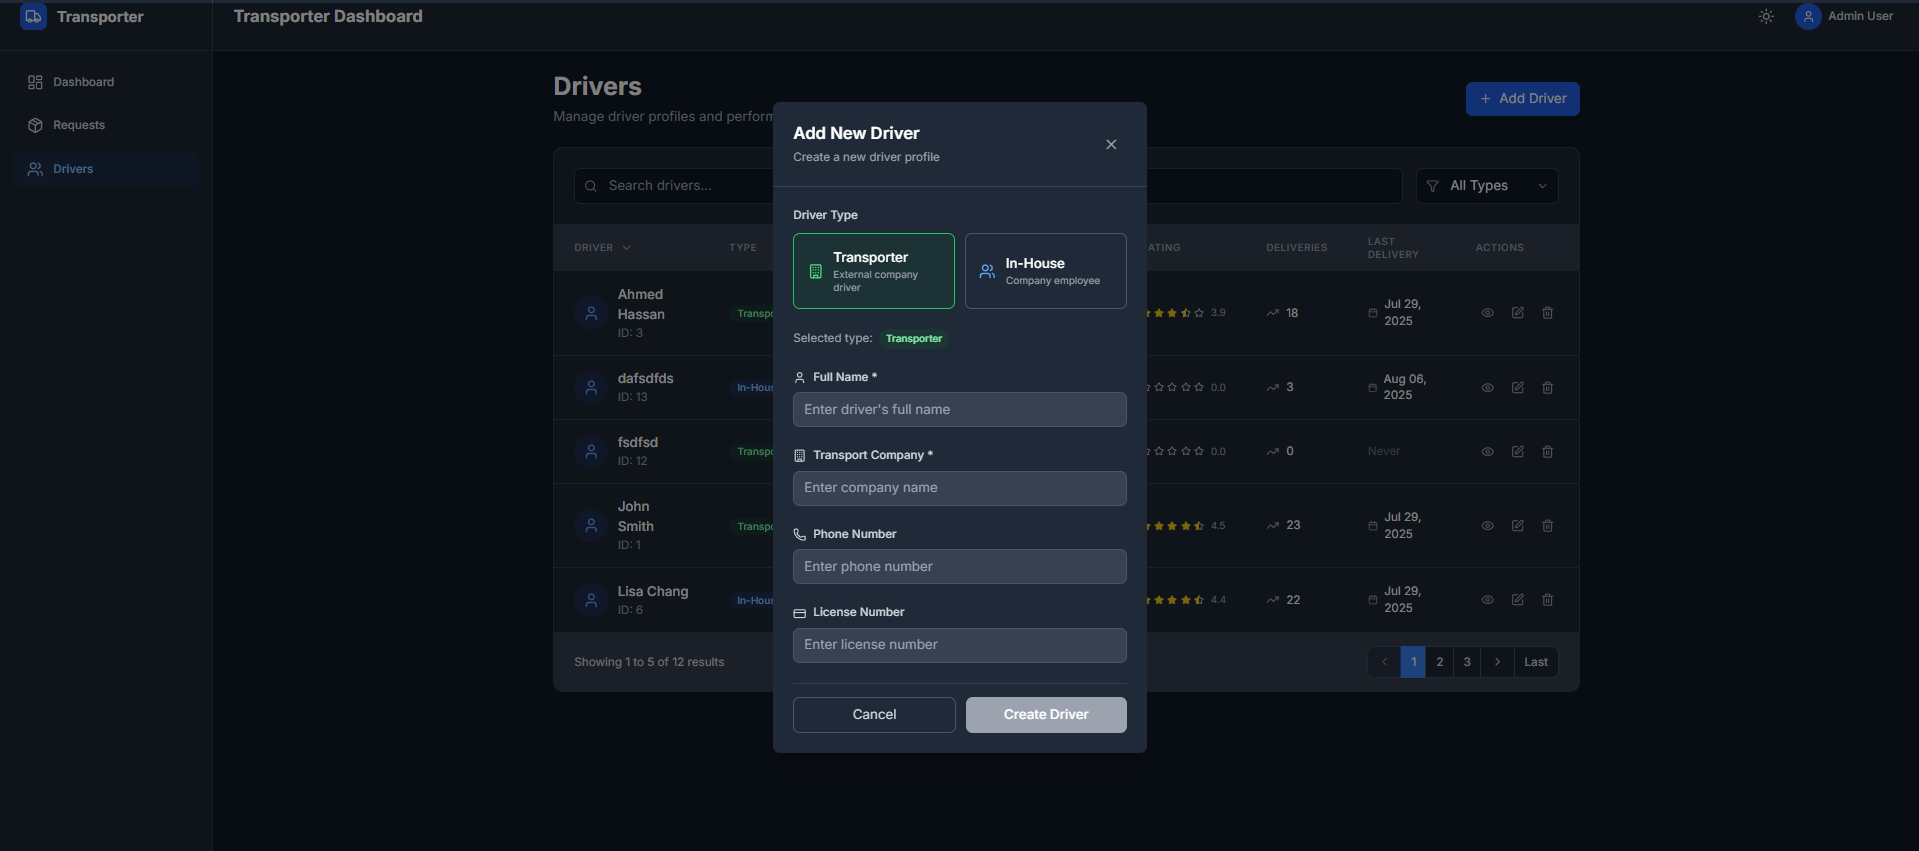 Transporter
Transporter Dashboard
Admin User
Dashboard
Requests
Drivers
Drivers
Manage driver profiles and perform
+ Add Driver
Search drivers...
All Types
DRIVER
TYPE
ATING
DELIVERIES
LAST
DELIVERY
ACTIONS
Ahmed
Hassan
ID: 3
Transpo
3.9
18
Jul 29,
2025
dafsdfds
ID: 13
In-Hous
0.0
3
Aug 06,
2025
fsdfsd
ID: 12
Transpo
0.0
0
Never
John
Smith
ID: 1
Transpo
4.5
23
Jul 29,
2025
Lisa Chang
ID: 6
In-Hous
4.4
22
Jul 29,
2025
Showing 1 to 5 of 12 results
1
2
3
Last
Add New Driver
Create a new driver profile
Driver Type
Transporter
External company
driver
In-House
Company employee
Selected type: Transporter
Full Name *
Enter driver's full name
Transport Company *
Enter company name
Phone Number
Enter phone number
License Number
Enter license number
Cancel
Create Driver